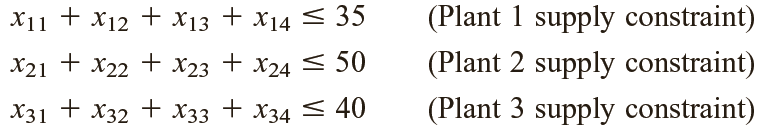 x₁₁ + x₁₂ + x₁₃ + x₁₄ ≤ 35 (Plant 1 supply constraint)
x₂₁ + x₂₂ + x₂₃ + x₂₄ ≤ 50 (Plant 2 supply constraint)
x₃₁ + x₃₂ + x₃₃ + x₃₄ ≤ 40 (Plant 3 supply constraint)